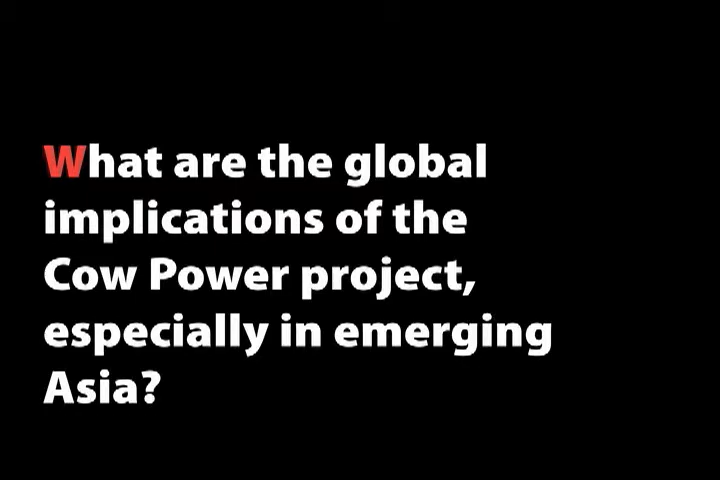 What are the global
implications of the
Cow Power project,
especially in emerging
Asia?